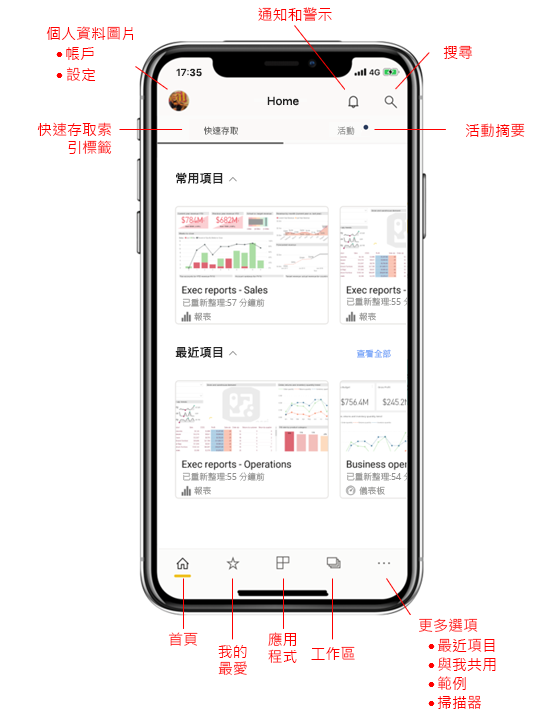 通知和警示
個人資料圖片
帳戶
設定
搜尋
17:35
4G
Home
快速存取索
引標籤
快速存取
活動
活動摘要
常用項目
$784M
$682M
Exec reports - Sales
已重新整理:57 分鐘前
報表
Exec reports
已重新整理:55 分
報表
最近項目
查看全部
$756.4M
$245.2
Exec reports - Operations
已重新整理:55 分鐘前
報表
Business oper
已重新整理:54 分
儀表板
首頁
我的
最愛
應用
程式
工作區
更多選項
最近項目
與我共用
範例
掃描器